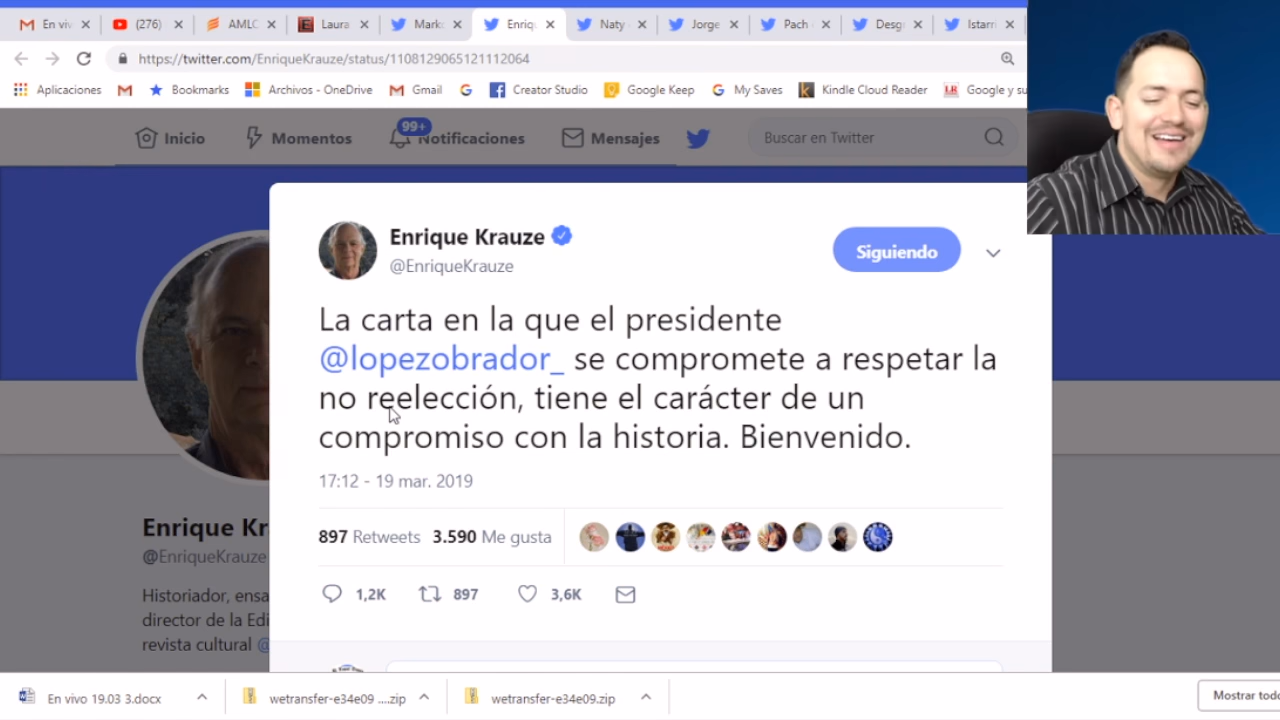 En viv
(276)
AMLC
Laura
Marko
Enriq
Naty
Jorge
Pach
Desg
Istarri
https://twitter.com/EnriqueKrauze/status/1108129065121112064
Aplicaciones
Bookmarks
Archivos - OneDrive
Gmail
Creator Studio
Google Keep
My Saves
Kindle Cloud Reader
Google y su
Inicio
Momentos
99+
Notificaciones
Mensajes
Buscar en Twitter
Enrique Krauze
@EnriqueKrauze
Siguiendo
La carta en la que el presidente
@lopezobrador_ se compromete a respetar la
no reelección, tiene el carácter de un
compromiso con la historia. Bienvenido.
17:12 - 19 mar. 2019
897 Retweets 3.590 Me gusta
1,2K 897 3,6K
Enrique Kr
@EnriqueKrauze
Historiador, ensa
director de la Edi
revista cultural @
En vivo 19.03 3.docx
wetransfer-e34e09 ....zip
wetransfer-e34e09.zip
Mostrar todo